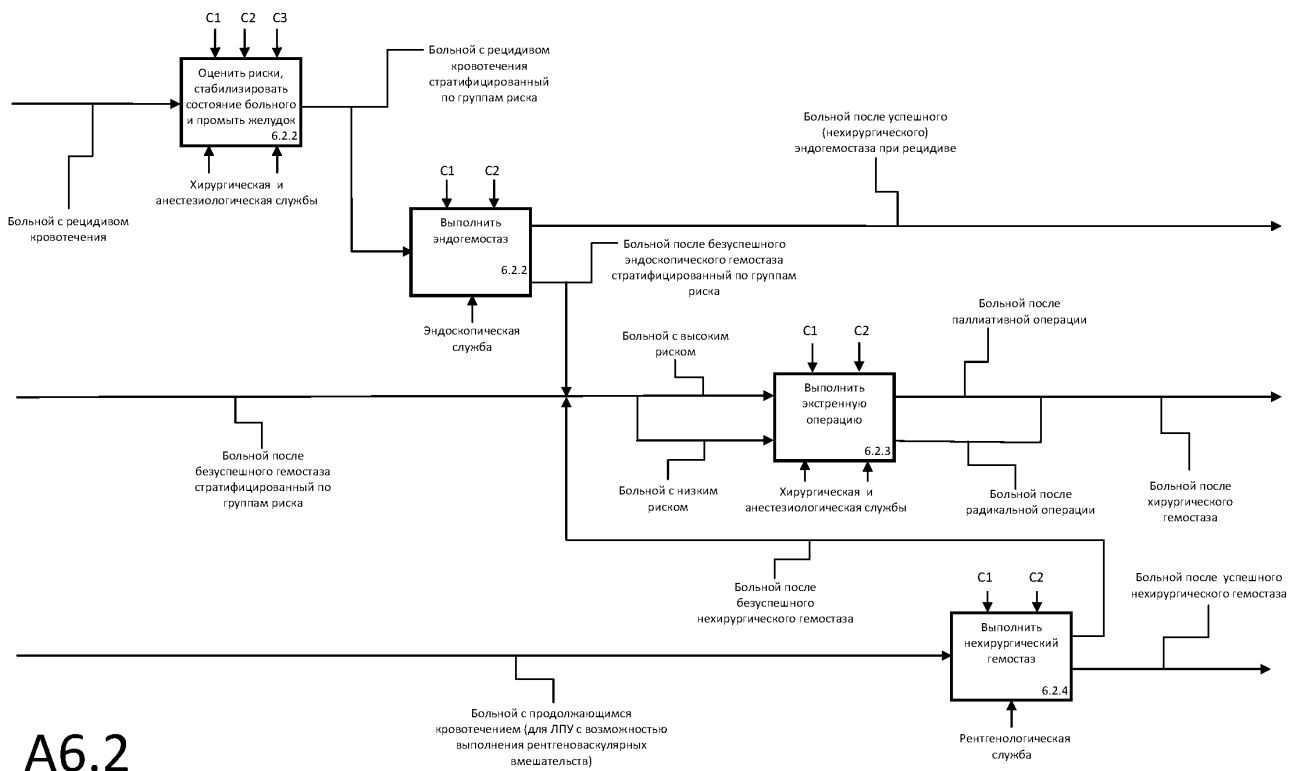 C1 C2 C3
Оценить риски,
стабилизировать
состояние больного
и промыть желудок
6.2.2
Больной с рецидивом
кровотечения
стратифицированный
по группам риска
Хирургическая и
анестезиологическая службы
Больной с рецидивом
кровотечения
Больной после успешного
(нехирургического)
эндогемостаза при рецидиве
C1 C2
Выполнить
эндогемостаз
6.2.2
Больной после безуспешного
эндоскопического гемостаза
стратифицированный по группам
риска
Эндоскопическая
служба
Больной с высоким
риском
C1 C2
Больной после
паллиативной операции
Выполнить
экстренную
операцию
6.2.3
Больной после
безуспешного гемостаза
стратифицированный по
группам риска
Больной с низким
риском
Хирургическая и
анестезиологическая службы
Больной после
радикальной операции
Больной после
хирургического
гемостаза
Больной после
безуспешного
нехирургического гемостаза
C1 C2
Больной после успешного
нехирургического гемостаза
Выполнить
нехирургический
гемостаз
6.2.4
Больной с продолжающимся
кровотечением (для ЛПУ с возможностью
выполнения рентгеноваскулярных
вмешательств)
Рентгенологическая
служба
А6.2